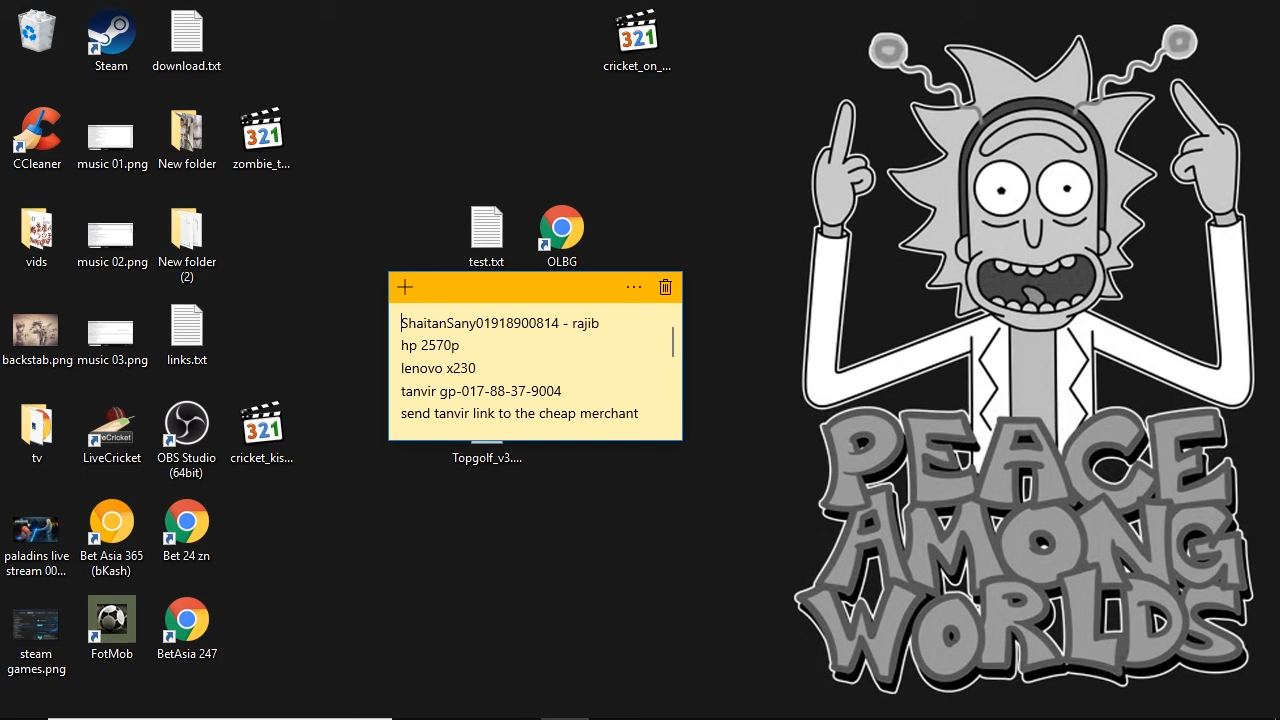 Steam
download.txt
cricket_on_...
CCleaner
music 01.png
New folder
zombie_t...
321
321
vids
music 02.png
New folder
(2)
test.txt
OLBG
ShaitanSany01918900814 - rajib
hp 2570p
lenovo x230
tanvir gp-017-88-37-9004
send tanvir link to the cheap merchant
backstab.png
music 03.png
links.txt
tv
LiveCricket
OBS Studio
(64bit)
cricket_kis...
321
Topgolf_v3....
paladins live
stream 00...
Bet Asia 365
(bKash)
Bet 24 zn
steam
games.png
FotMob
BetAsia 247
PEACE
AMONG
WORLDS